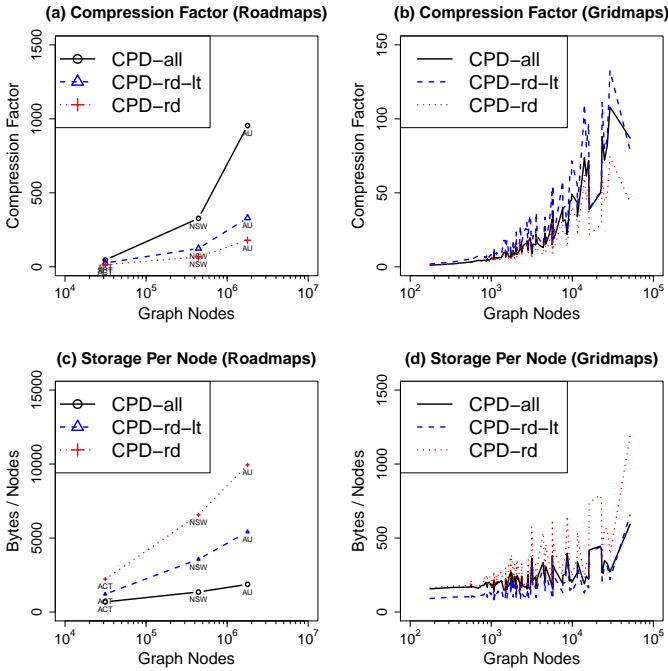 (a) Compression Factor (Roadmaps)
1500
1000
500
0
Compression Factor
CPD-all
CPD-rd-lt
CPD-rd
AU
NSW
AU
NSW
AU
NSW
ACT
ACT
ACT
10^4 10^5 10^6 10^7
Graph Nodes
(b) Compression Factor (Gridmaps)
150
100
50
0
Compression Factor
CPD-all
CPD-rd-lt
CPD-rd
10^2 10^3 10^4 10^5
Graph Nodes
(c) Storage Per Node (Roadmaps)
15000
10000
5000
0
Bytes / Nodes
CPD-all
CPD-rd-lt
CPD-rd
AU
NSW
AU
NSW
ACT
AU
NSW
ACT
ACT
10^4 10^5 10^6 10^7
Graph Nodes
(d) Storage Per Node (Gridmaps)
1500
1000
500
0
Bytes / Nodes
CPD-all
CPD-rd-lt
CPD-rd
10^2 10^3 10^4 10^5
Graph Nodes